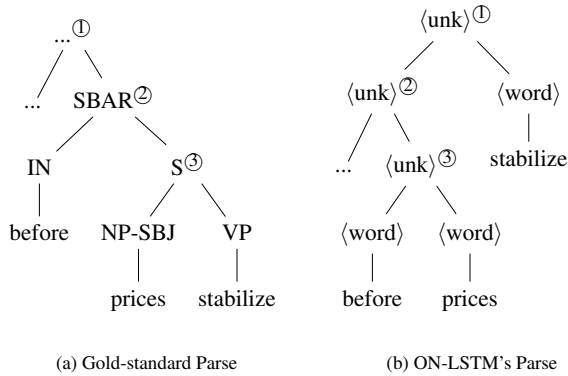 ... ① ⟨unk⟩①
... SBAR② ⟨unk⟩② ⟨word⟩
IN S③ ... ⟨unk⟩③ stabilize
before NP-SBJ VP ⟨word⟩ ⟨word⟩
prices stabilize before prices
(a) Gold-standard Parse (b) ON-LSTM's Parse